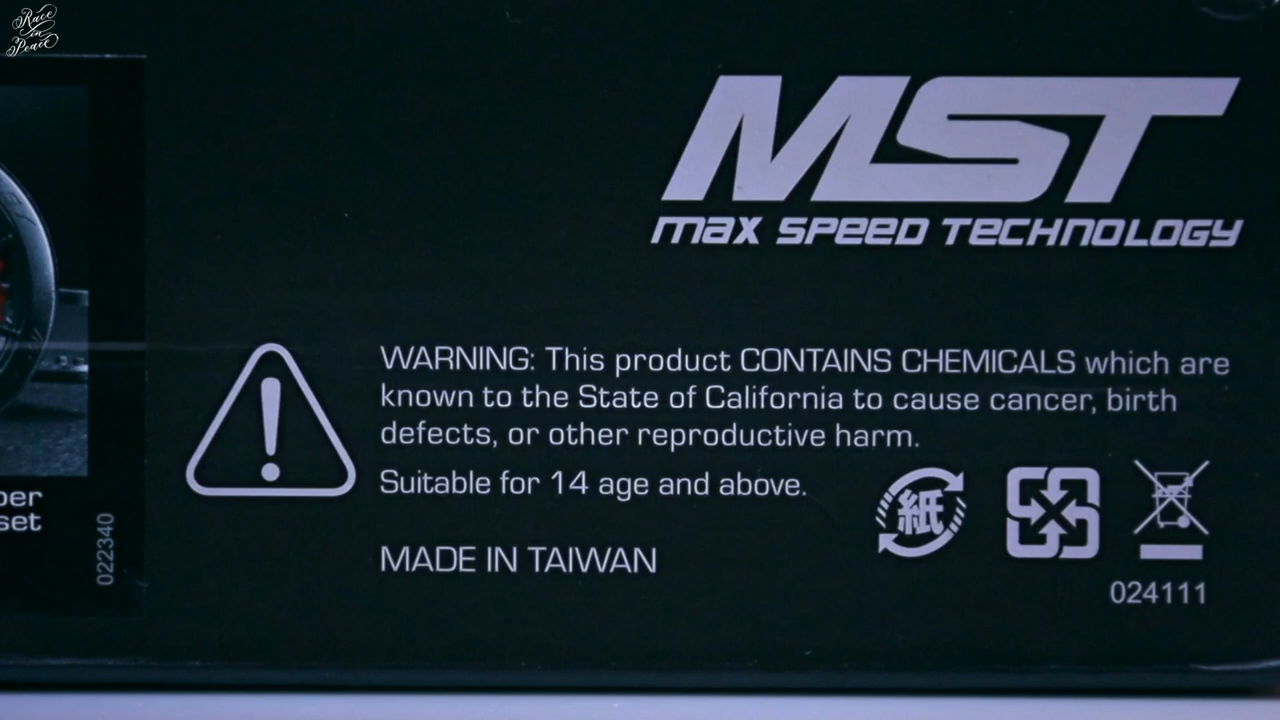 Race
in
Peace
MST
MAX SPEED TECHNOLOGY
WARNING: This product CONTAINS CHEMICALS which are
known to the State of California to cause cancer, birth
defects, or other reproductive harm.
Suitable for 14 age and above.
紙
MADE IN TAIWAN
024111
per
set
022340